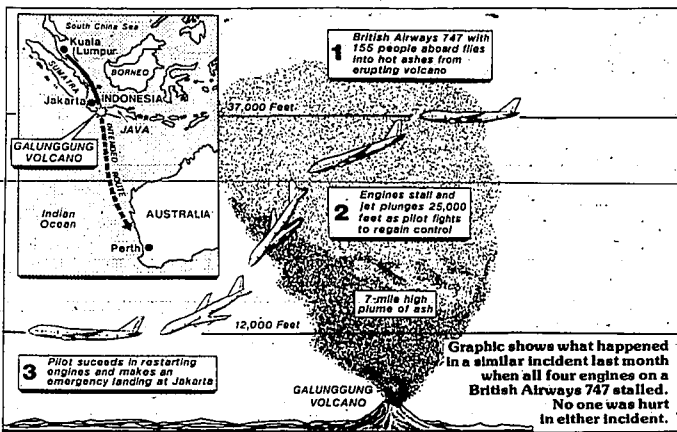 South China Sea
Kuala
Lumpur
SUMATRA
BORNEO
Jakarta
INDONESIA
JAVA
GALUNGGUNG
VOLCANO
INTENDED ROUTE
Indian
Ocean
AUSTRALIA
Perth
1 British Airways 747 with
155 people aboard flies
into hot ashes from
erupting volcano
37,000 Feet
2 Engines stall and
jet plunges 25,000
feet as pilot fights
to regain control
7-mile high
plume of ash
12,000 Feet
3 Pilot suceeds in restarting
engines and makes an
emergency landing at Jakarta
GALUNGGUNG
VOLCANO
Graphic shows what happened
in a similar incident last month
when all four engines on a
British Airways 747 stalled.
No one was hurt
in either incident.